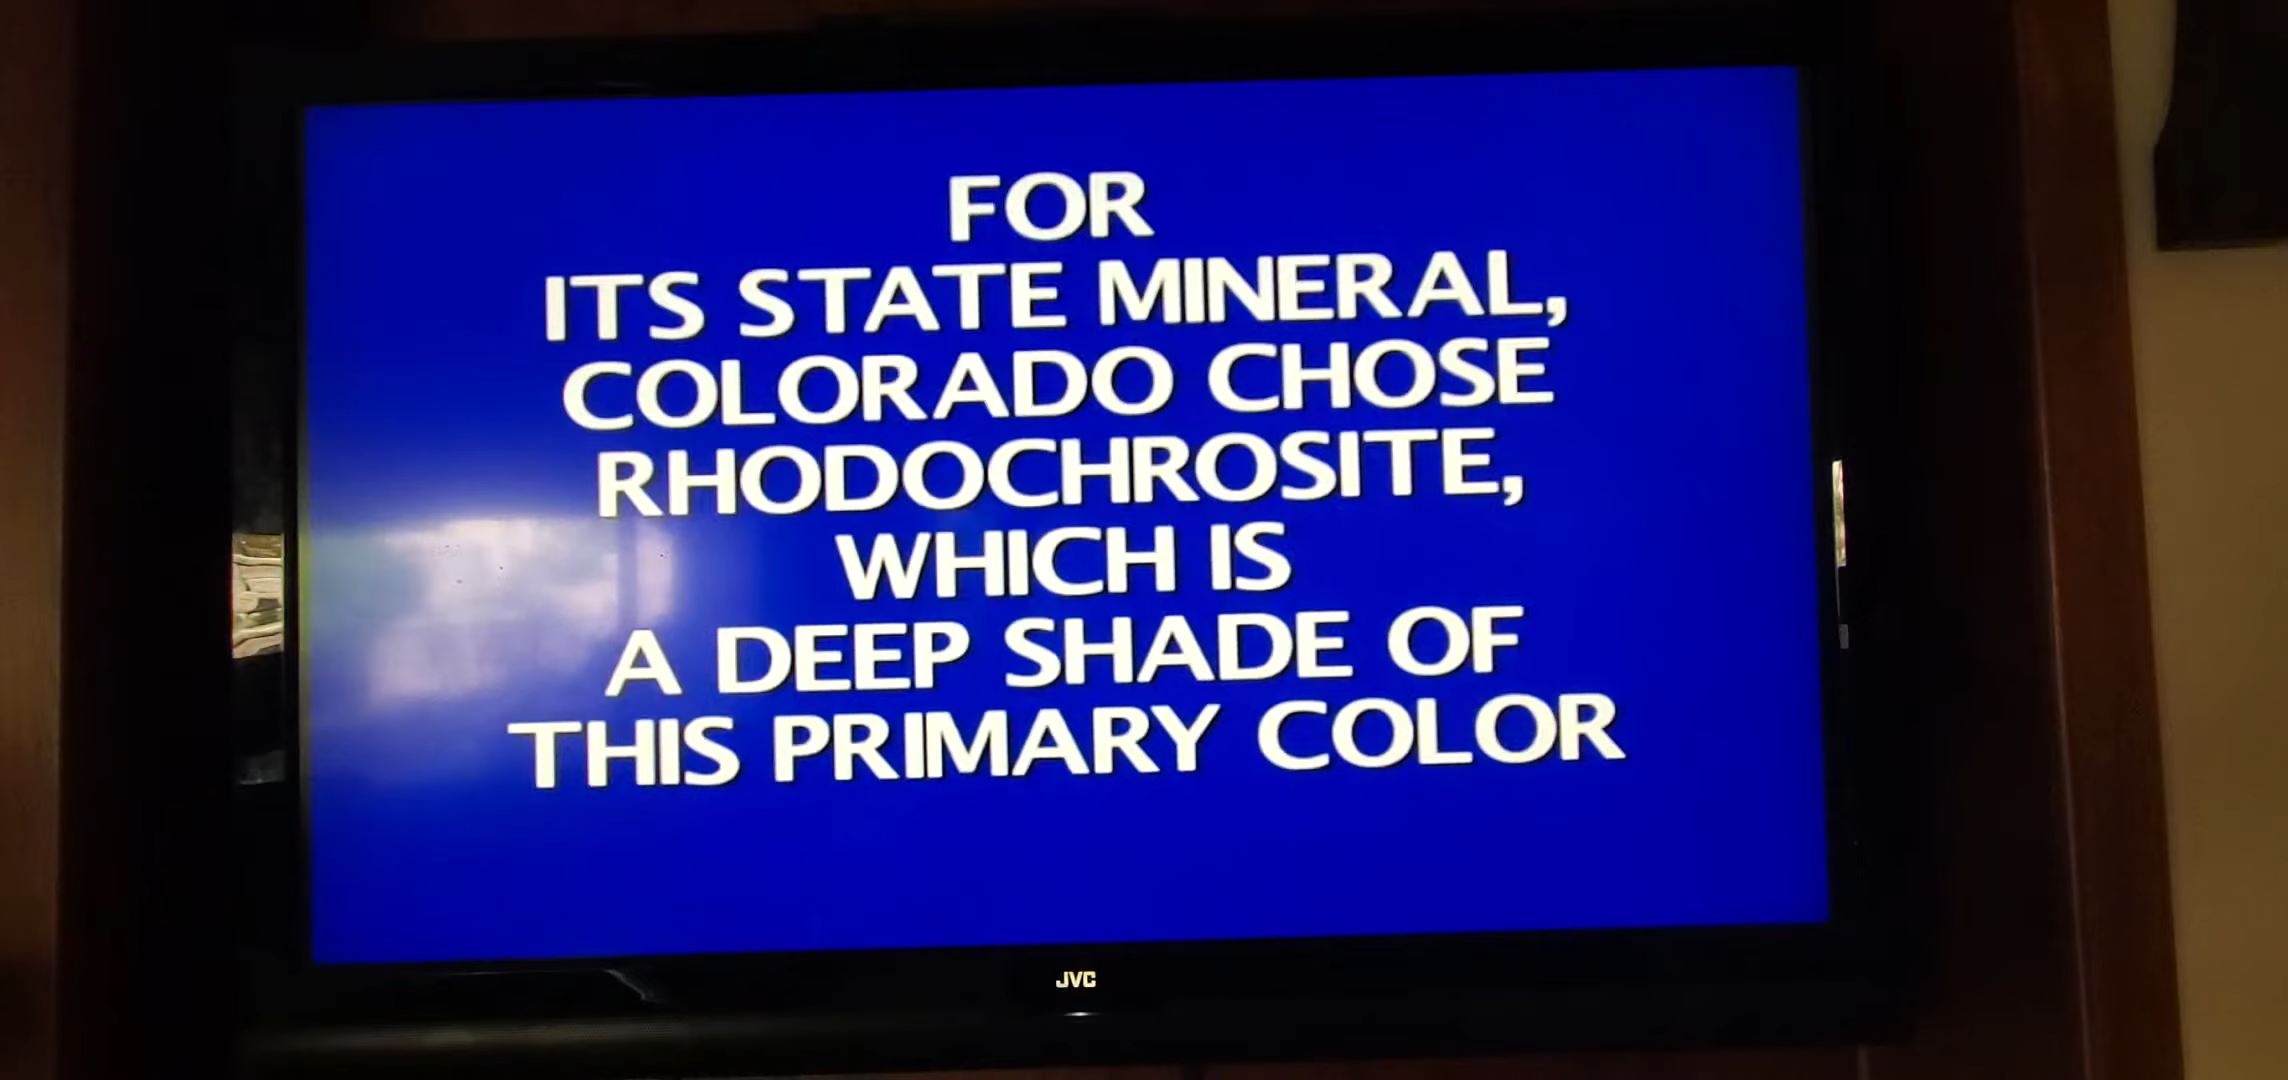 FOR
ITS STATE MINERAL,
COLORADO CHOSE
RHODOCHROSITE,
WHICH IS
A DEEP SHADE OF
THIS PRIMARY COLOR
JVC